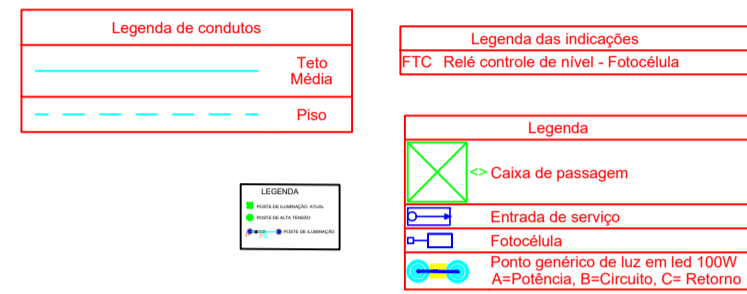 Legenda de condutos
Teto
Média
Piso
Legenda das indicações
FTC Relé controle de nível - Fotocélula
LEGENDA
POSTE DE ILUMINAÇÃO ATUAL
POSTE DE ALTA TENSÃO
POSTE DE ILUMINAÇÃO
Legenda
<> Caixa de passagem
Entrada de serviço
Fotocélula
Ponto genérico de luz em led 100W
A=Potência, B=Circuito, C= Retorno